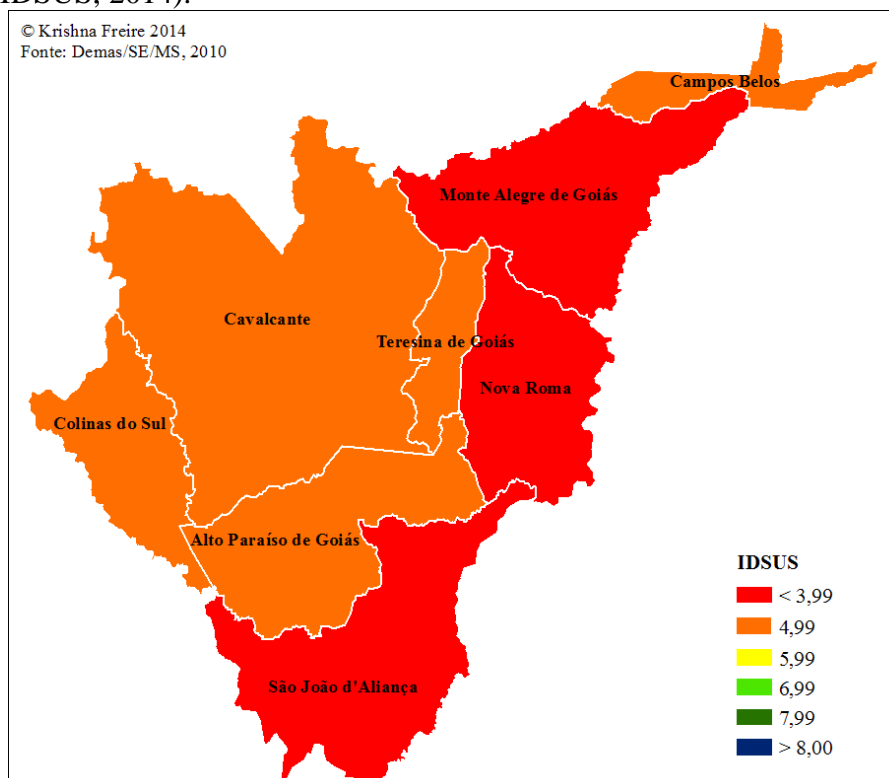 IDSUS, 2014).
© Krishna Freire 2014
Fonte: Demas/SE/MS, 2010
Campos Belos
Monte Alegre de Goiás
Cavalcante
Teresina de Goiás
Nova Roma
Colinas do Sul
Alto Paraíso de Goiás
São João d'Aliança
IDSUS
< 3,99
4,99
5,99
6,99
7,99
> 8,00